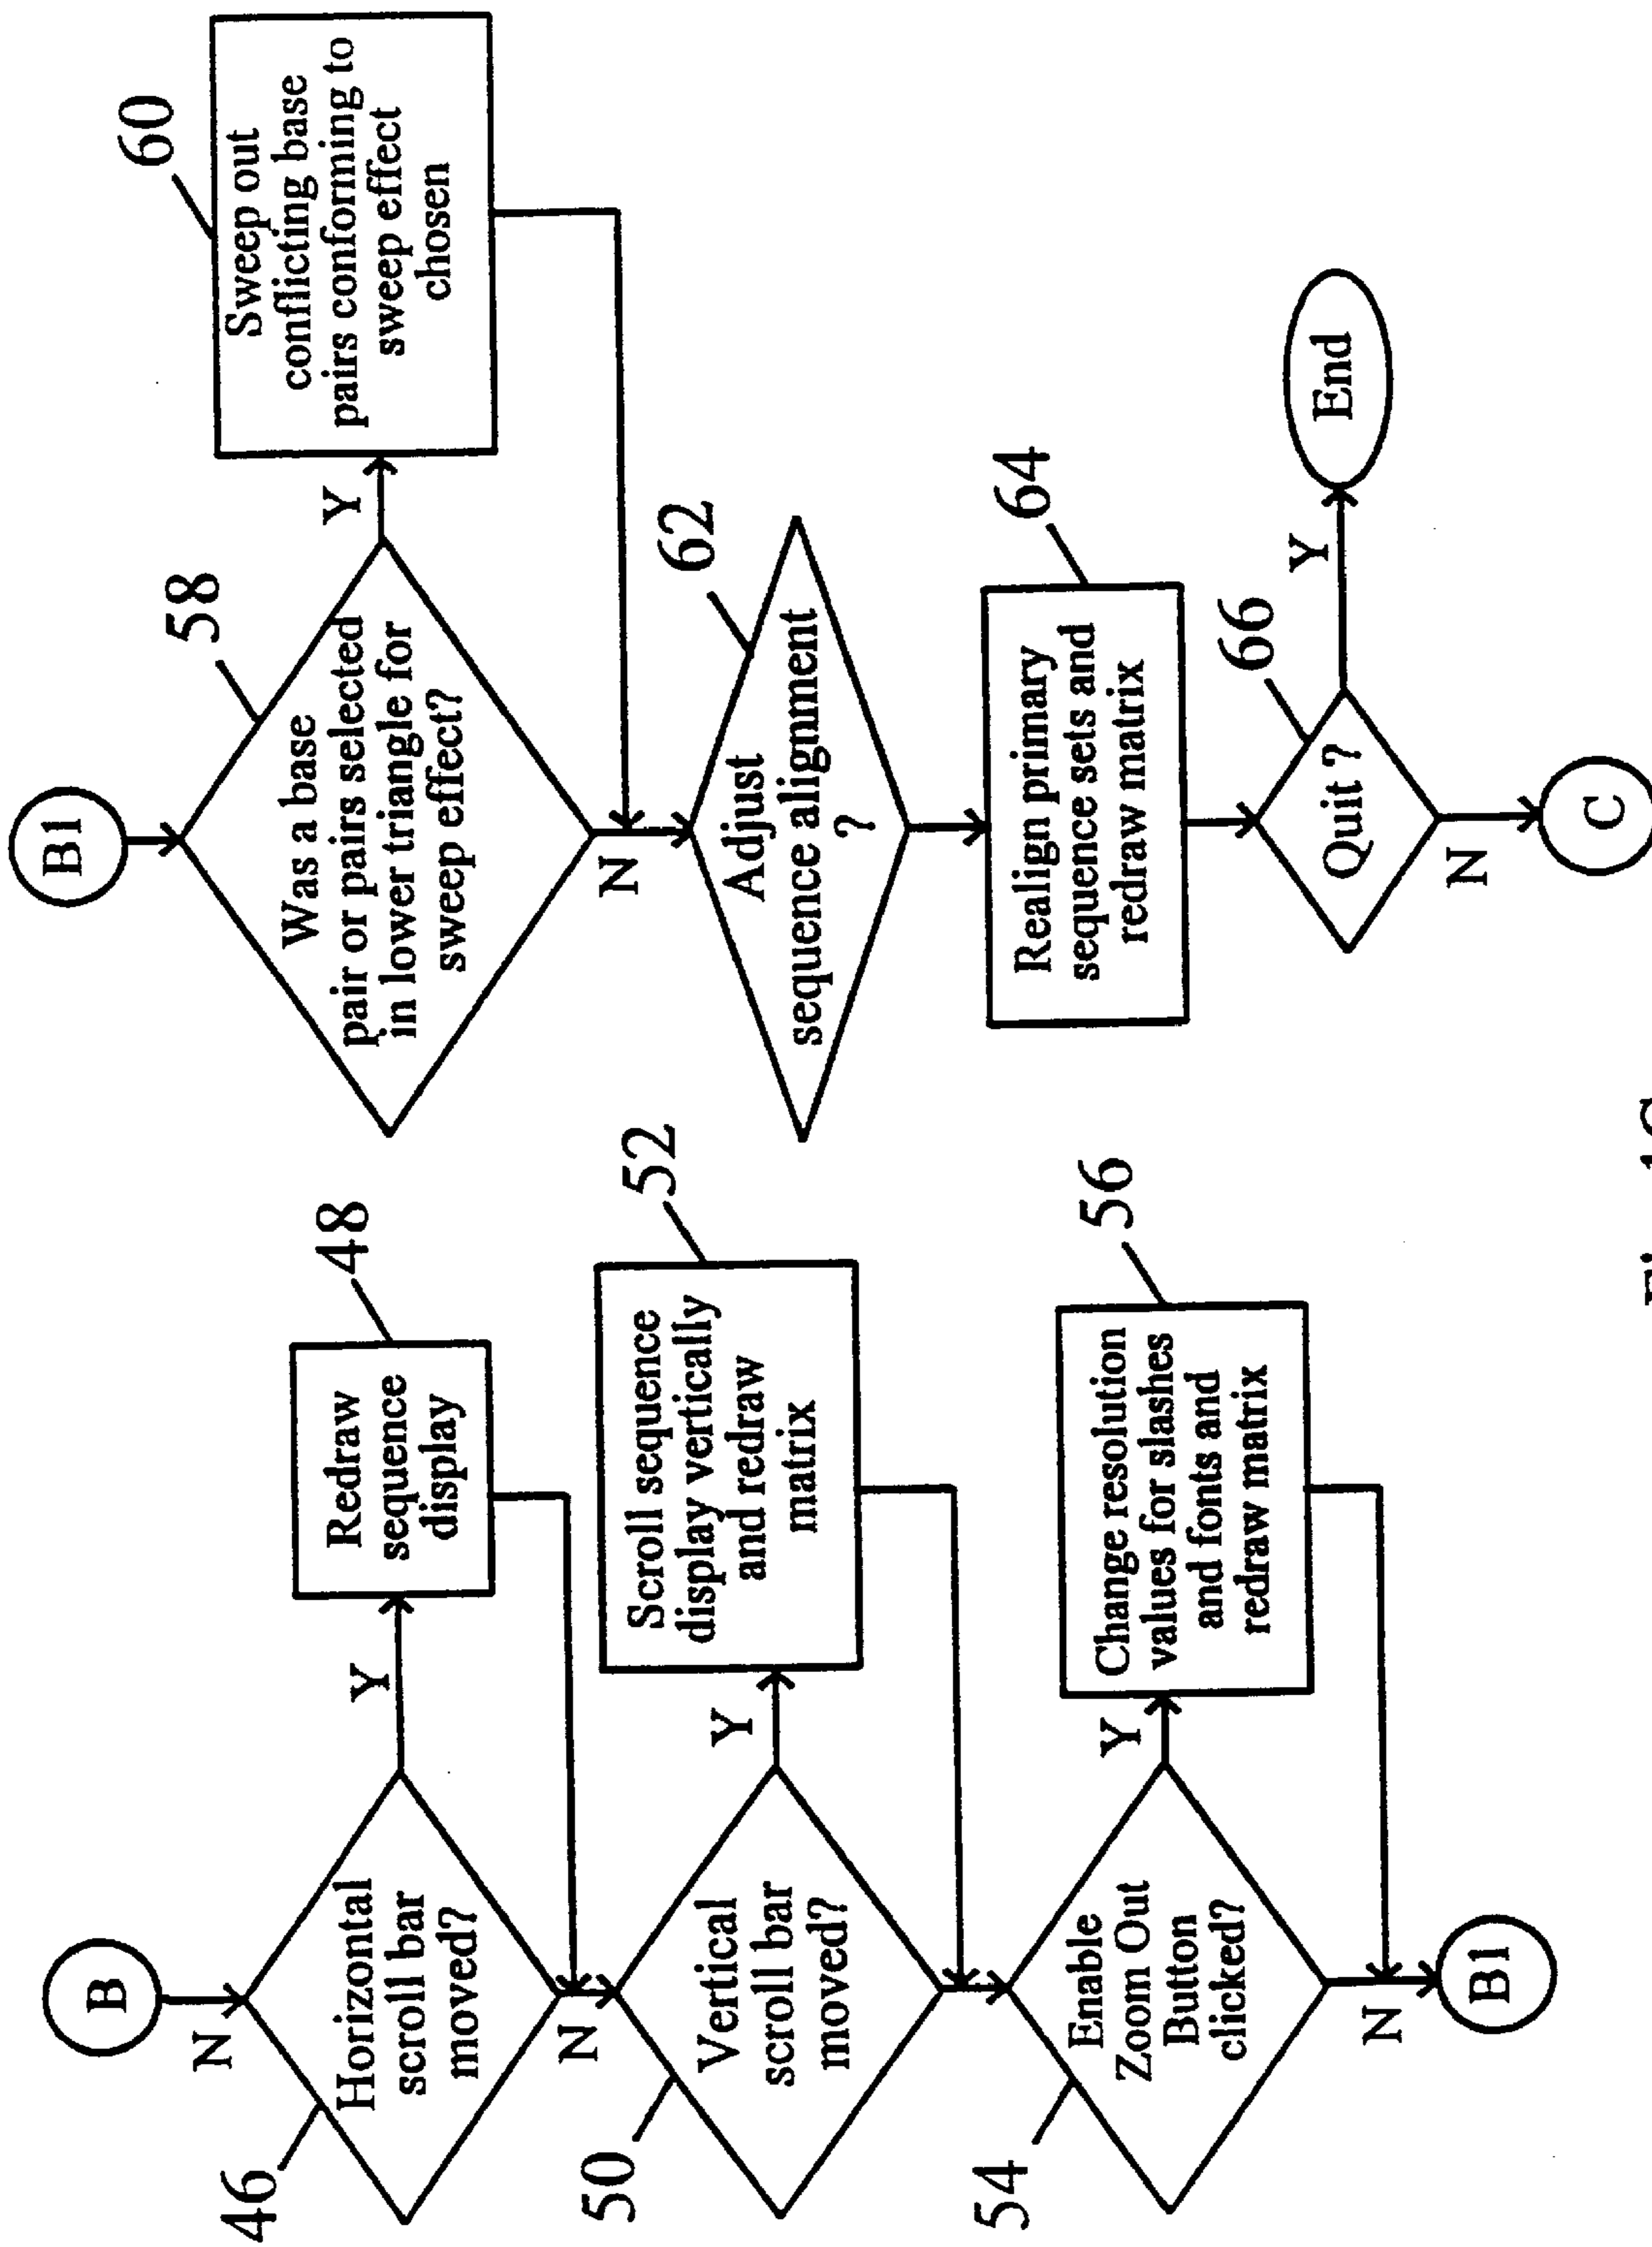 B
N
46
Horizontal
scroll bar
moved?
Y
48
Redraw
sequence
display
N
50
Vertical
scroll bar
moved?
Y
52
Scroll sequence
display vertically
and redraw
matrix
54
Enable
Zoom Out
Button
clicked?
Y
56
Change resolution
values for slashes
and fonts and
redraw matrix
N
B1
B1
58
Was a base
pair or pairs selected
in lower triangle for
sweep effect?
Y
60
Sweep out
conflicting base
pairs conforming to
sweep effect
chosen
N
62
Adjust
sequence alignment
?
64
Realign primary
sequence sets and
redraw matrix
66
Quit ?
Y
End
N
C